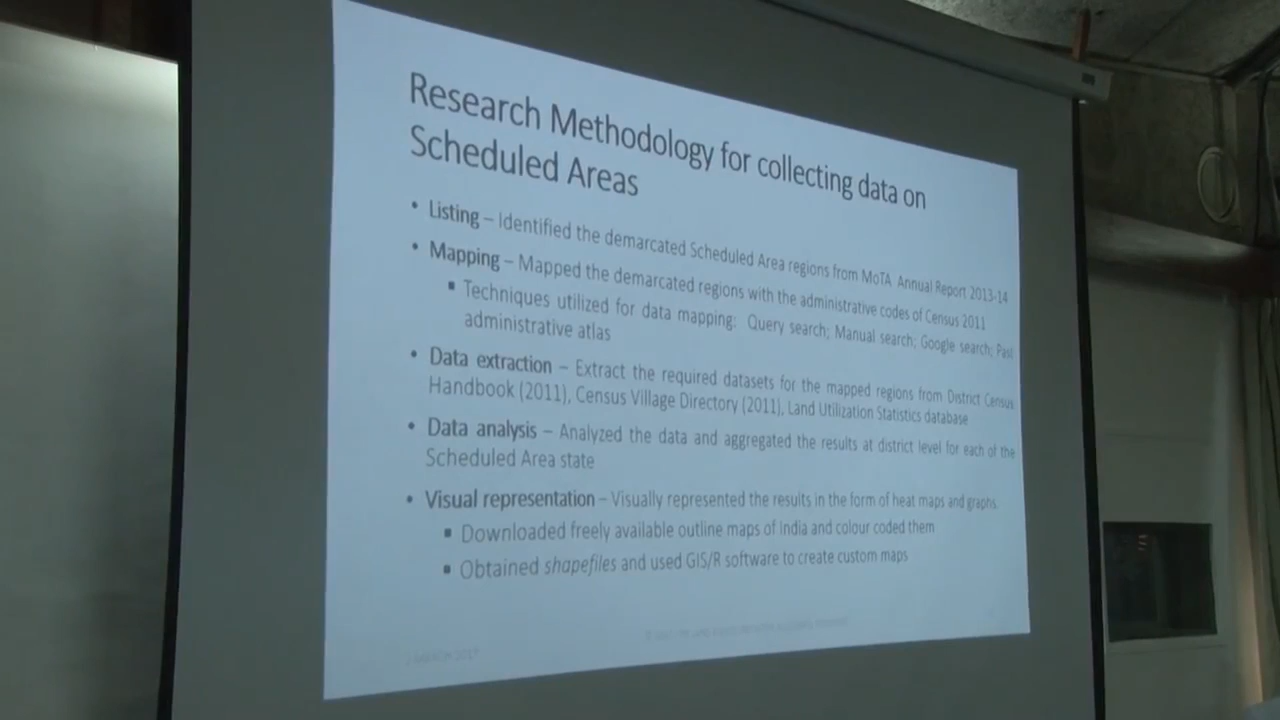 Research Methodology for collecting data on
Scheduled Areas
• Listing – Identified the demarcated Scheduled Area regions from MoTA Annual Report 2013-14
• Mapping – Mapped the demarcated regions with the administrative codes of Census 2011
▪ Techniques utilized for data mapping: Query search; Manual search; Google search; Past
administrative atlas
• Data extraction – Extract the required datasets for the mapped regions from District Census
Handbook (2011), Census Village Directory (2011), Land Utilization Statistics database
• Data analysis – Analyzed the data and aggregated the results at district level for each of the
Scheduled Area state
• Visual representation – Visually represented the results in the form of heat maps and graphs.
▪ Downloaded freely available outline maps of India and colour coded them
▪ Obtained shapefiles and used GIS/R software to create custom maps